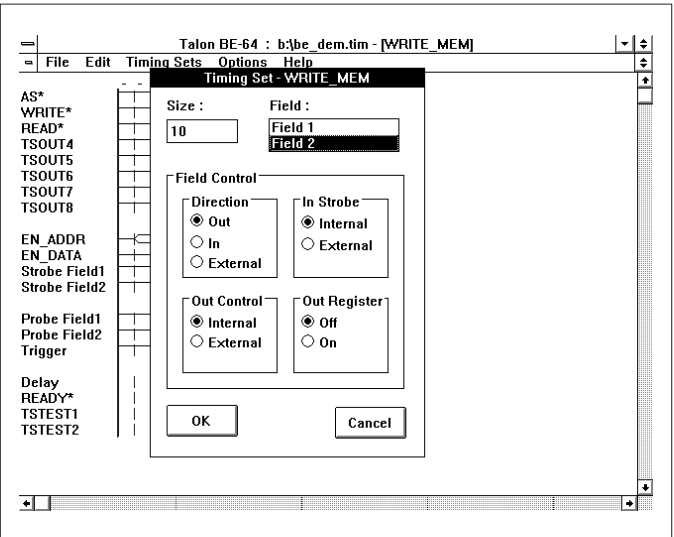 Talon BE-64 : b:\be_dem.tim - [WRITE_MEM]
File Edit Timing Sets Options Help
Timing Set - WRITE_MEM
Size :
10
Field :
Field 1
Field 2
Field Control
Direction
Out
In
External
In Strobe
Internal
External
Out Control
Internal
External
Out Register
Off
On
OK
Cancel
AS*
WRITE*
READ*
TSOUT4
TSOUT5
TSOUT6
TSOUT7
TSOUT8
EN_ADDR
EN_DATA
Strobe Field1
Strobe Field2
Probe Field1
Probe Field2
Trigger
Delay
READY*
TSTEST1
TSTEST2